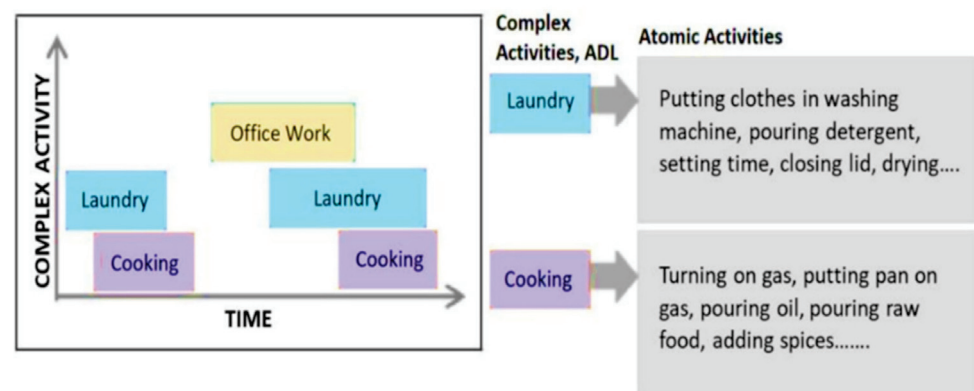 COMPLEX ACTIVITY
Office Work
Laundry
Laundry
Cooking
Cooking
TIME
Complex
Activities, ADL
Laundry
Cooking
Atomic Activities
Putting clothes in washing
machine, pouring detergent,
setting time, closing lid, drying....
Turning on gas, putting pan on
gas, pouring oil, pouring raw
food, adding spices.......